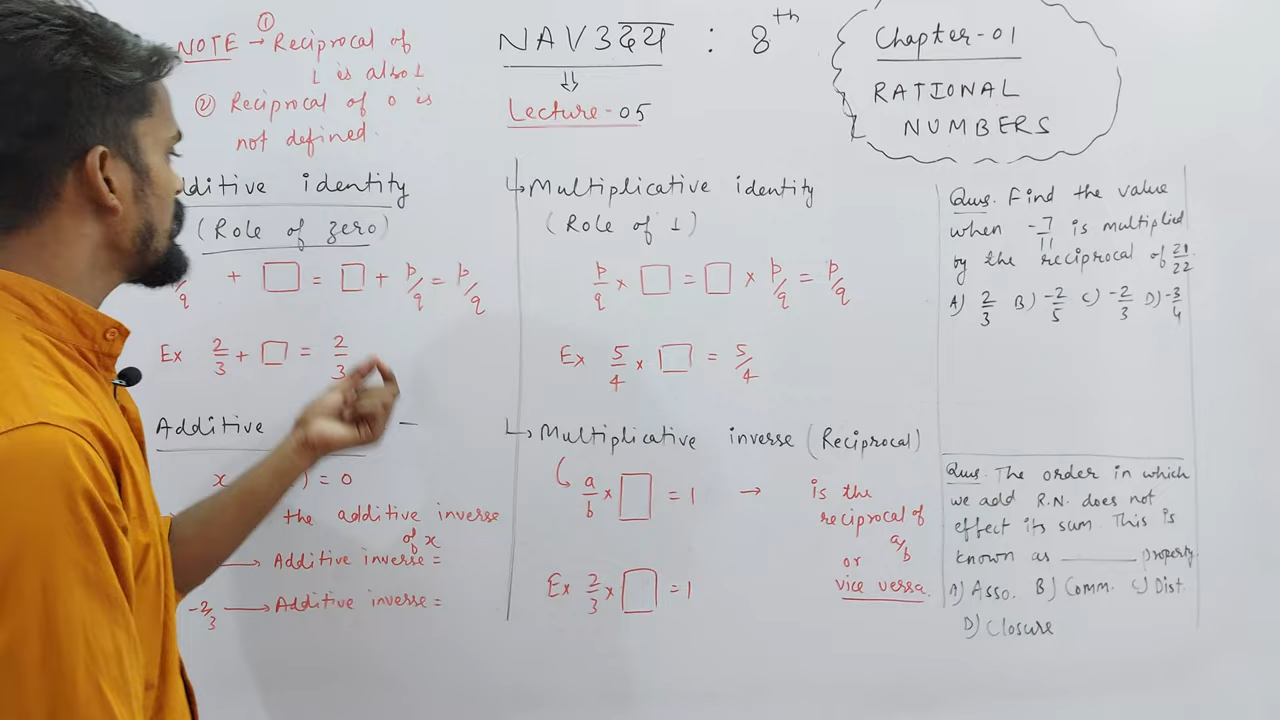 NOTE → ① Reciprocal of
1 is also 1
② Reciprocal of 0 is
not defined.
NAV3दय : 8th
⇓
Lecture-05
Chapter-01
RATIONAL
NUMBERS
dditive identity
(Role of zero)
/q + □ = □ + p/q = p/q
Ex 2/3 + □ = 2/3
Additive —
x ) = 0
the additive inverse
of x
→ Additive inverse =
-2/3 → Additive inverse =
↳ Multiplicative identity
(Role of 1)
p/q × □ = □ × p/q = p/q
Ex 5/4 × □ = 5/4
↳ Multiplicative inverse (Reciprocal)
a/b × □ = 1 → is the
reciprocal of
a/b
or
vice versa.
Ex 2/3 × □ = 1
Ques. Find the value
when -7/11 is multiplied
by the reciprocal of 21/22.
A) 2/3 B) -2/5 C) -2/3 D) -3/4
Ques. The order in which
we add R.N. does not
effect its sum. This is
known as ______ property.
A) Asso. B) Comm. C) Dist.
D) Closure